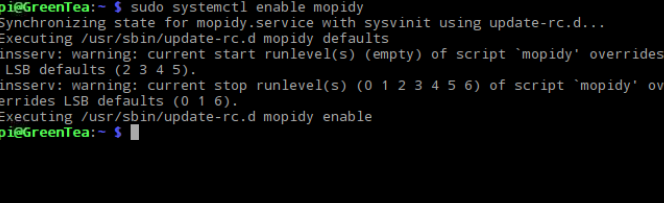 pi@GreenTea:~ $ sudo systemctl enable mopidy
Synchronizing state for mopidy.service with sysvinit using update-rc.d...
Executing /usr/sbin/update-rc.d mopidy defaults
insserv: warning: current start runlevel(s) (empty) of script `mopidy' overrides
 LSB defaults (2 3 4 5).
insserv: warning: current stop runlevel(s) (0 1 2 3 4 5 6) of script `mopidy' ov
errides LSB defaults (0 1 6).
Executing /usr/sbin/update-rc.d mopidy enable
pi@GreenTea:~ $